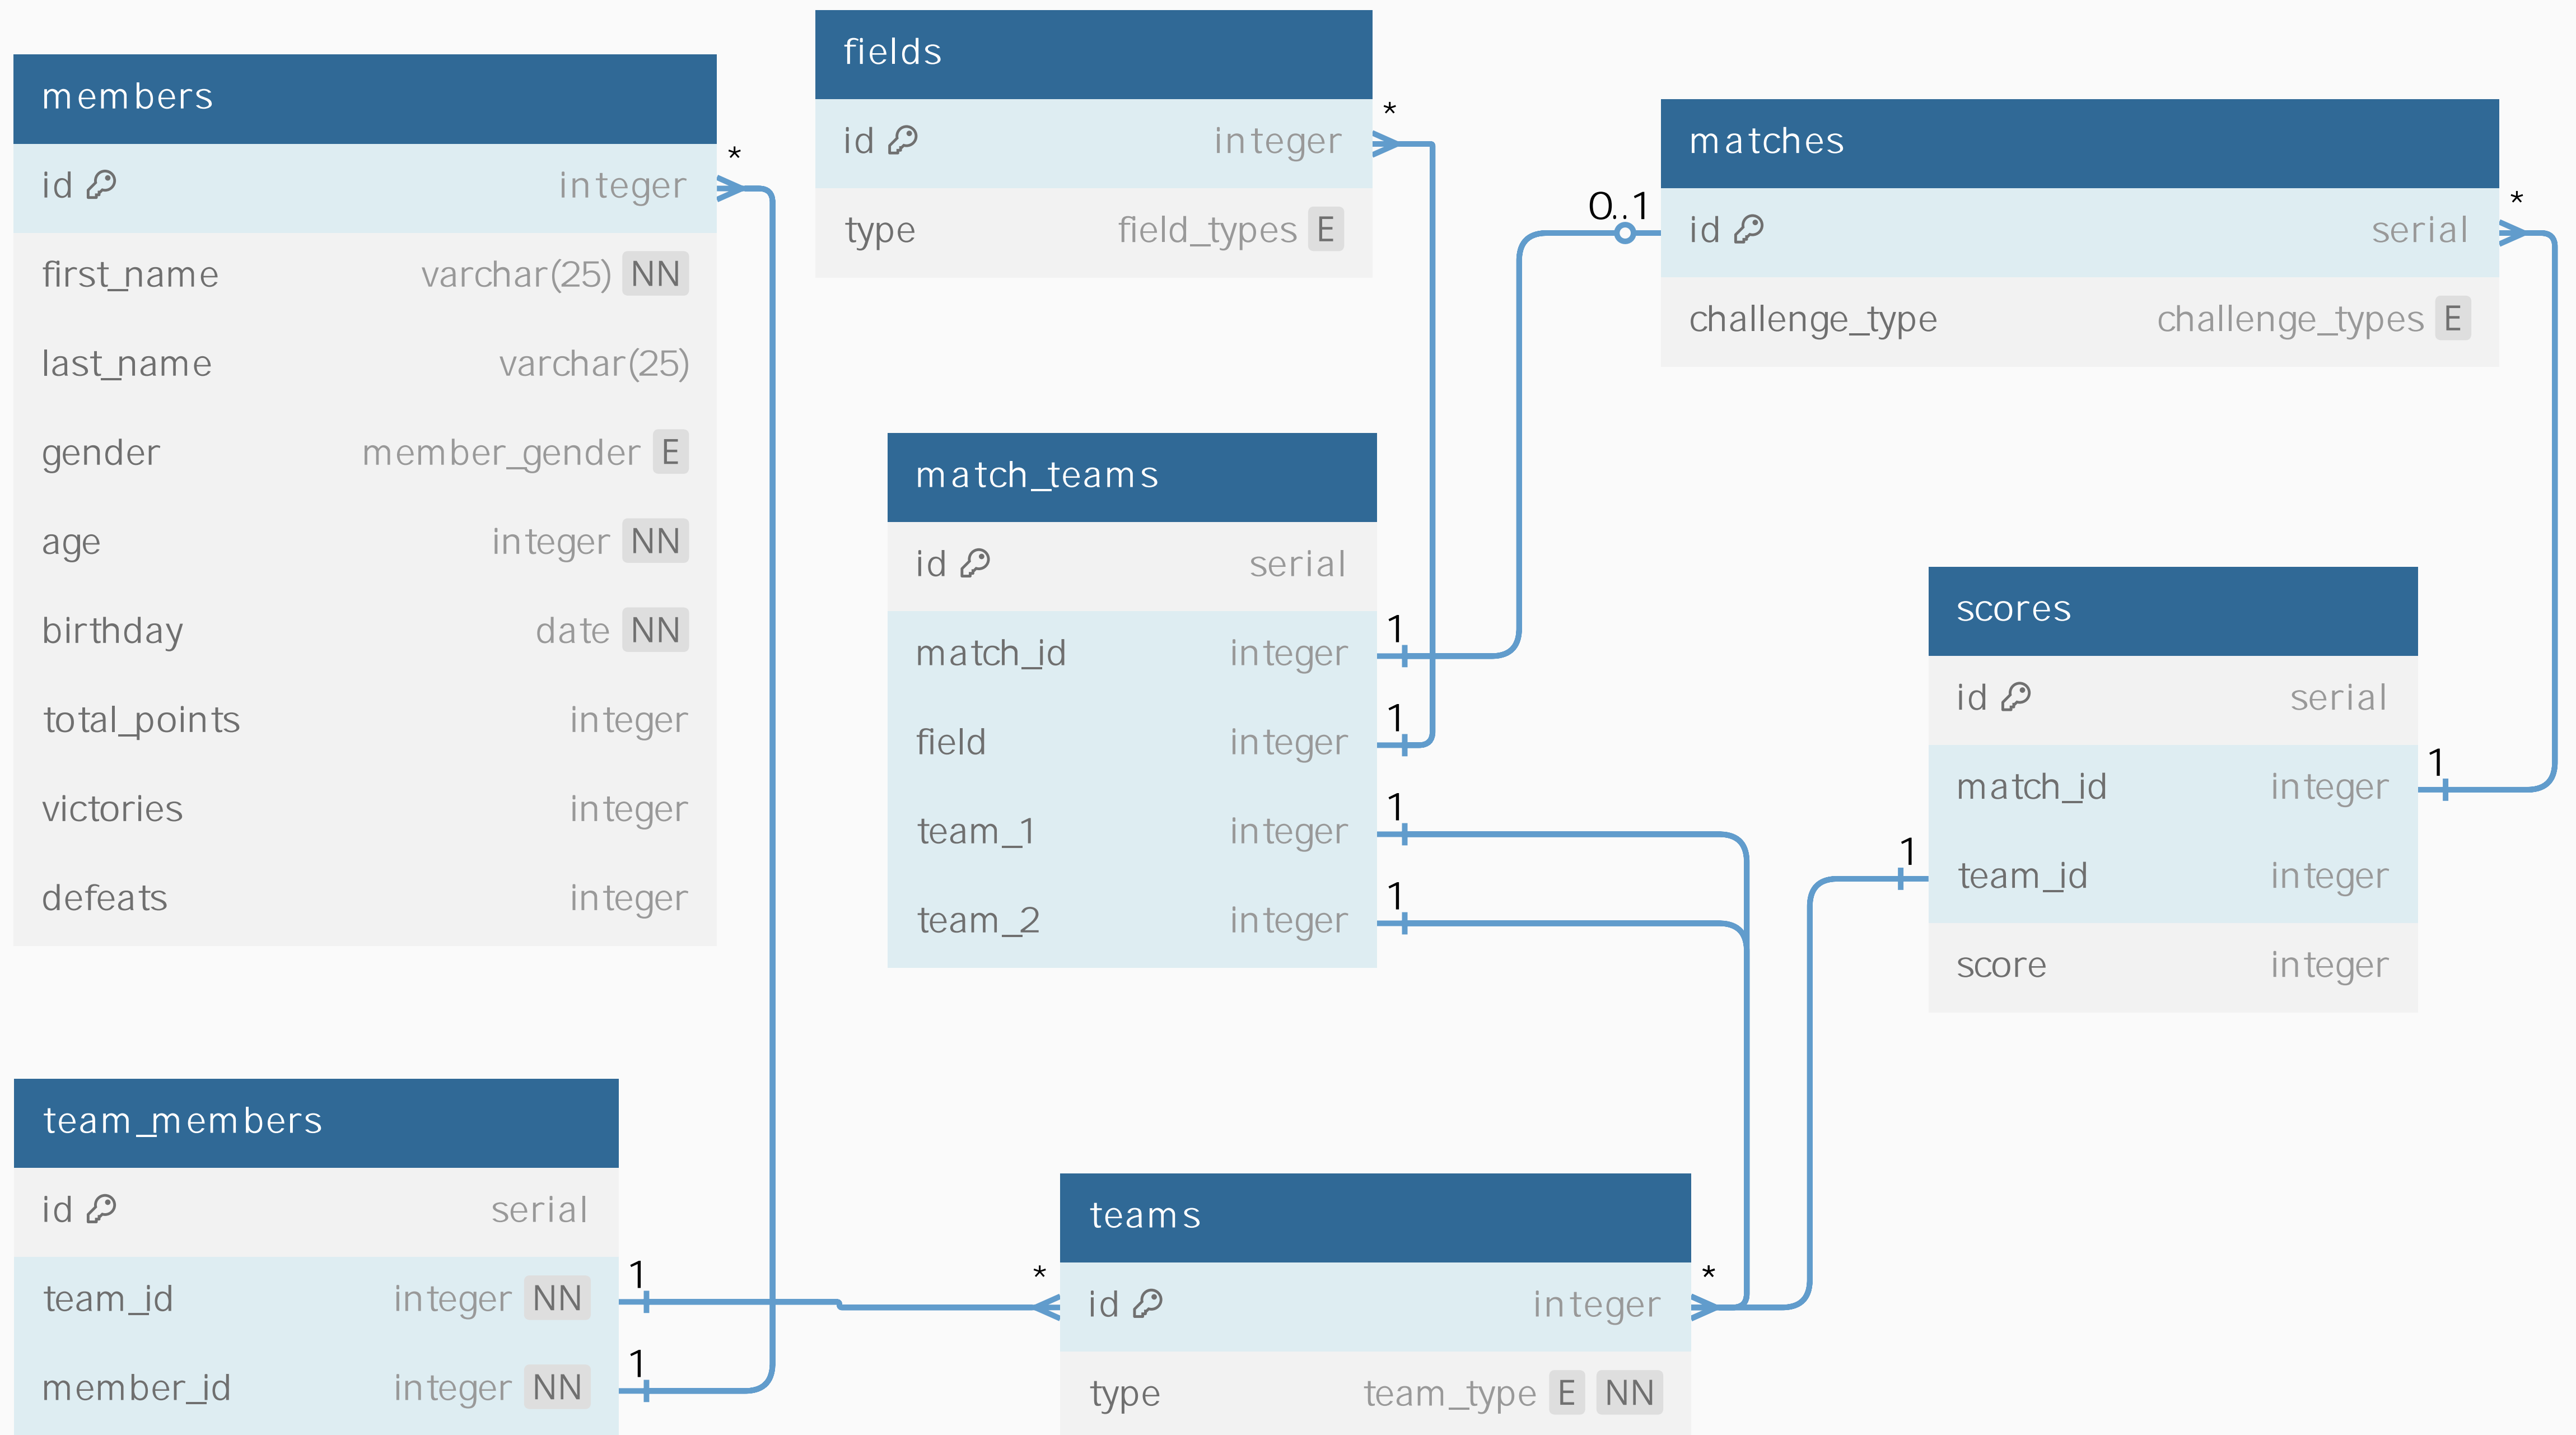 members
id integer
first_name varchar(25) NN
last_name varchar(25)
gender member_gender E
age integer NN
birthday date NN
total_points integer
victories integer
defeats integer
*
fields
id integer
type field_types E
*
matches
id serial
challenge_type challenge_types E
0..1
*
match_teams
id serial
match_id integer
field integer
team_1 integer
team_2 integer
1
1
1
1
scores
id serial
match_id integer
team_id integer
score integer
1
1
team_members
id serial
team_id integer NN
member_id integer NN
1
1
teams
id integer
type team_type E NN
*
*